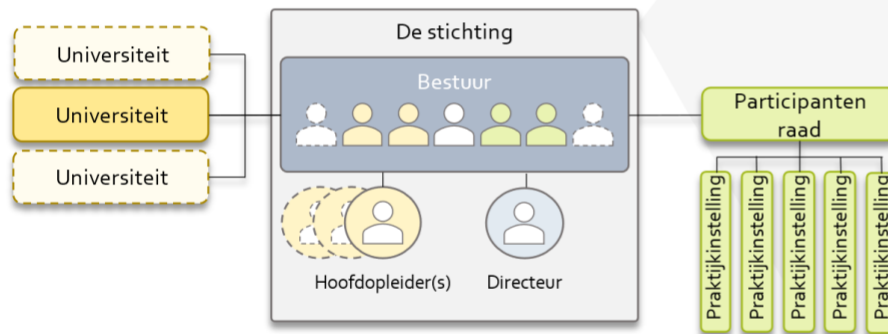 De stichting
Universiteit
Universiteit
Universiteit
Bestuur
Hoofdopleider(s)
Directeur
Participanten
raad
Praktijkinstelling
Praktijkinstelling
Praktijkinstelling
Praktijkinstelling
Praktijkinstelling